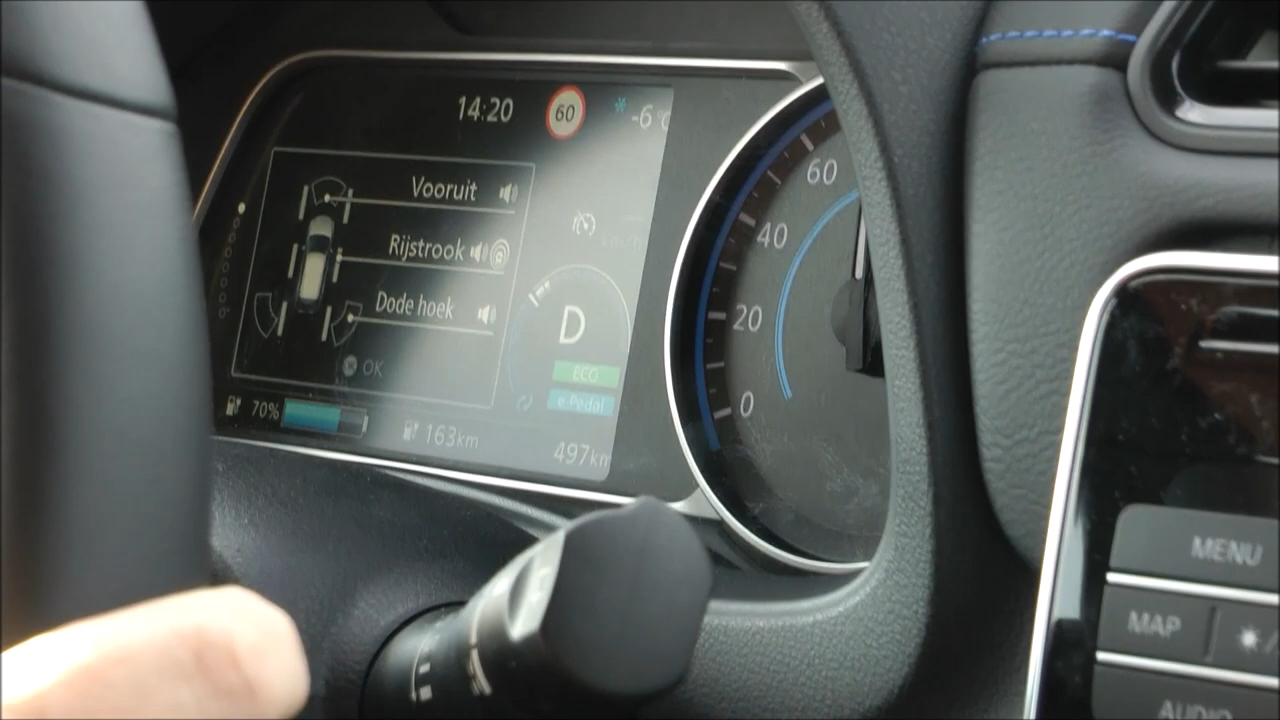 14:20 60 -6°C
Vooruit
Rijstrook
Dode hoek
OK
D
ECO
e-Pedal
70% 163km
497km
60
40
20
0
MENU
MAP
AUDIO